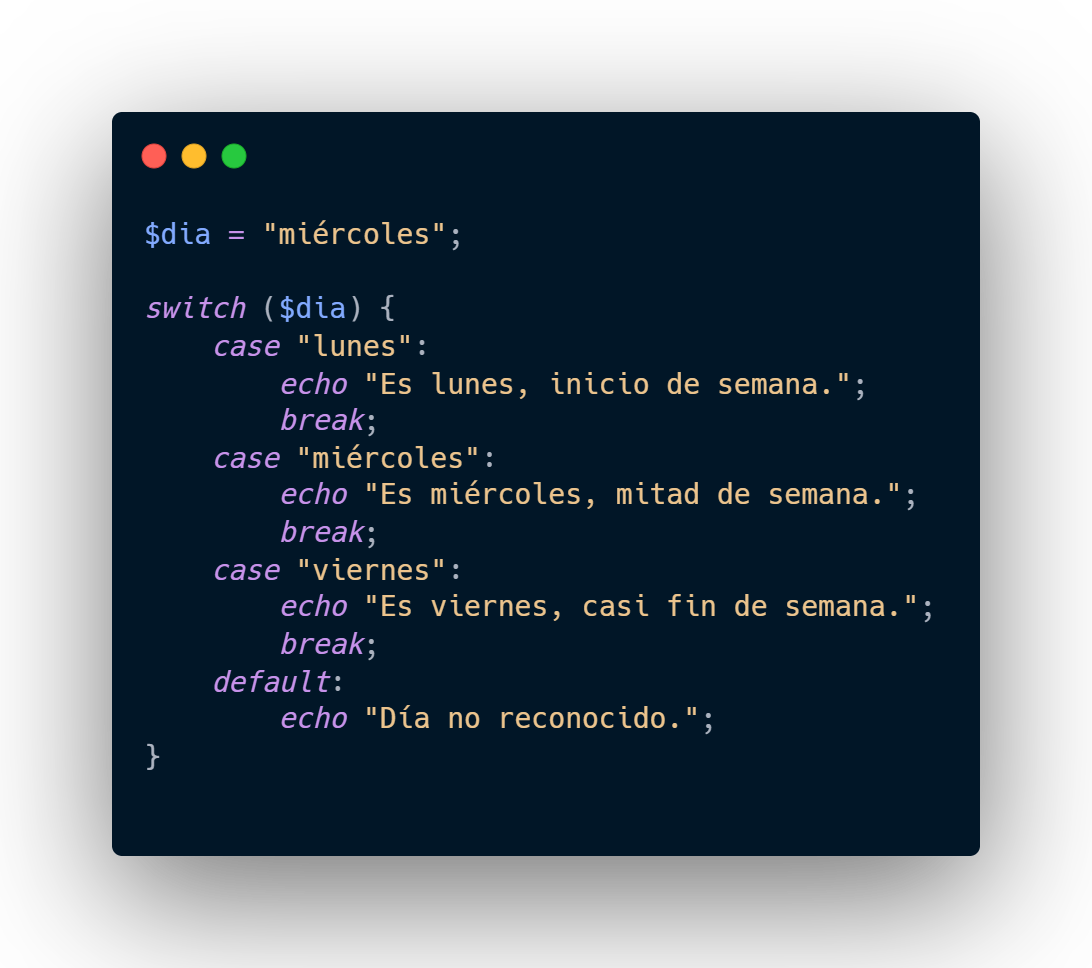 $dia = "miércoles";

switch ($dia) {
    case "lunes":
        echo "Es lunes, inicio de semana.";
        break;
    case "miércoles":
        echo "Es miércoles, mitad de semana.";
        break;
    case "viernes":
        echo "Es viernes, casi fin de semana.";
        break;
    default:
        echo "Día no reconocido.";
}